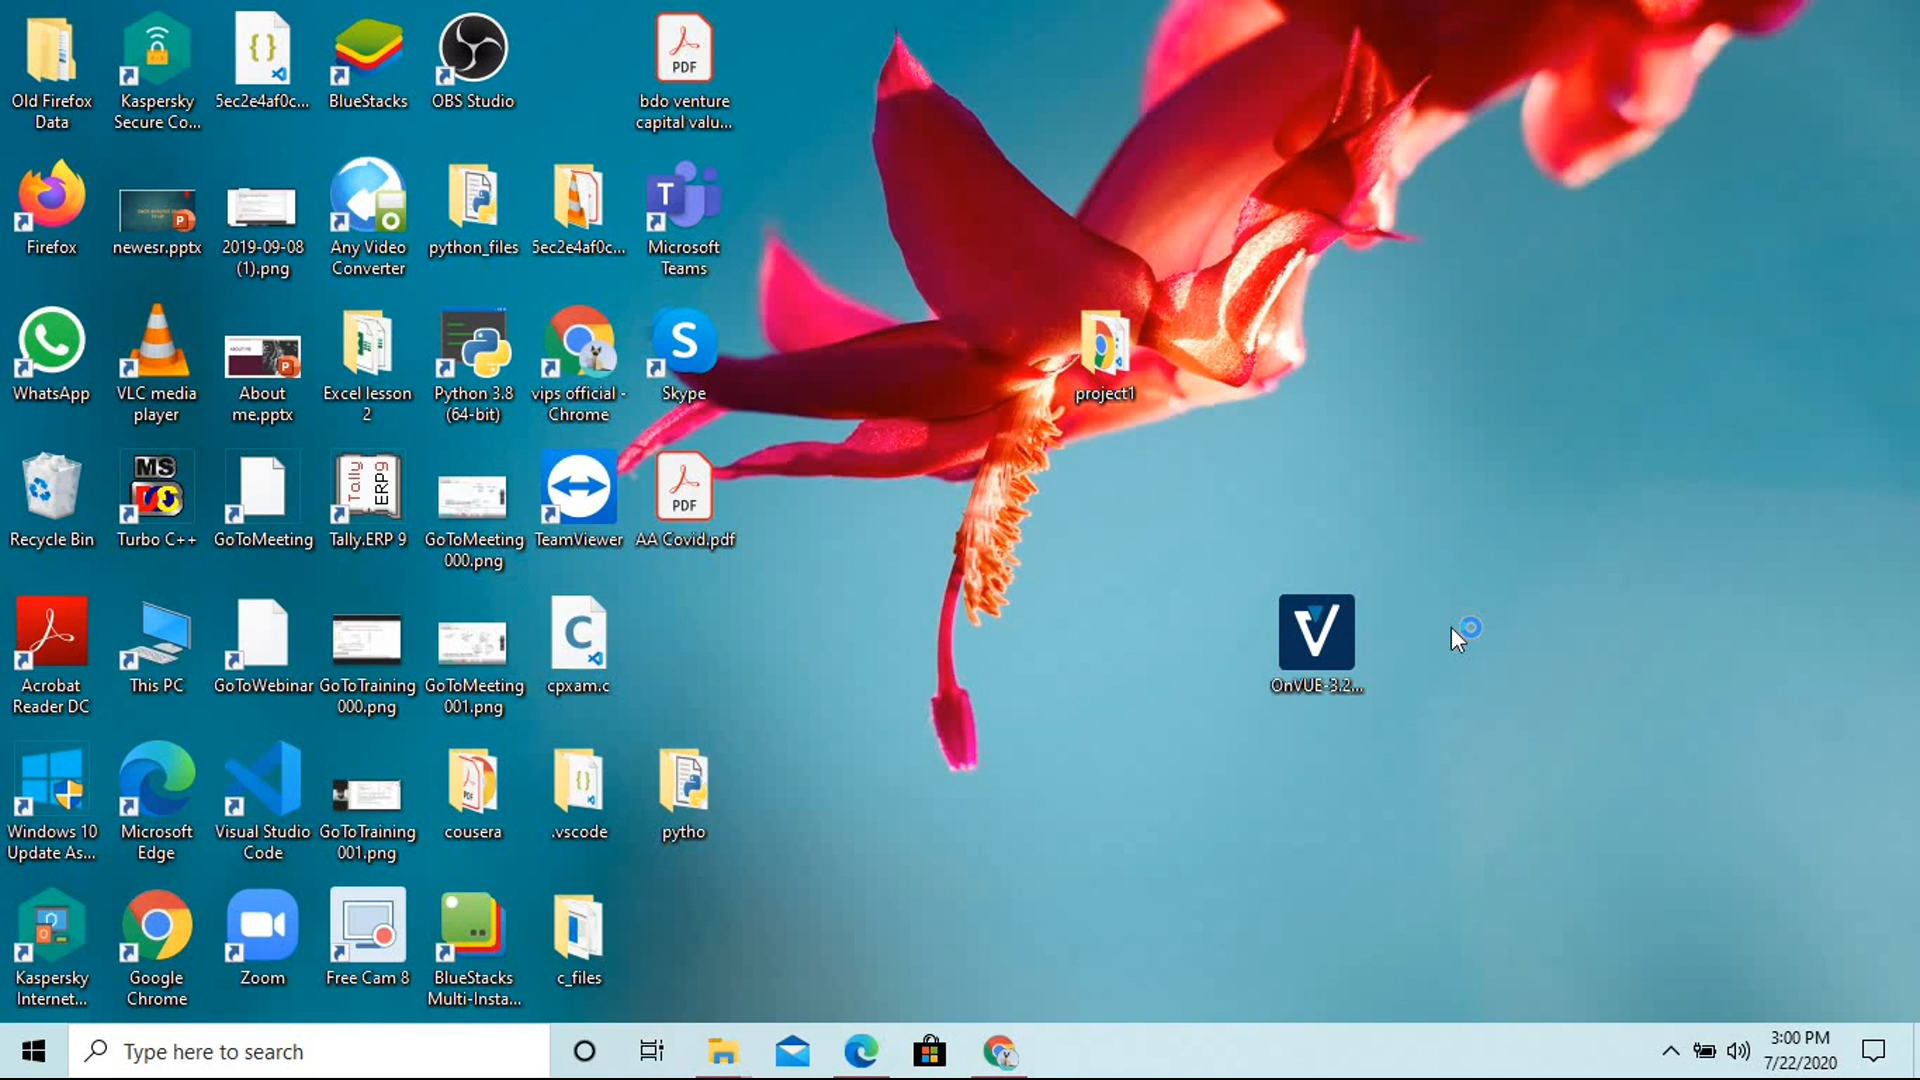 Old Firefox
Data
Kaspersky
Secure Co...
5ec2e4af0c...
BlueStacks
OBS Studio
PDF
bdo venture
capital valu...
Firefox
newesr.pptx
2019-09-08
(1).png
Any Video
Converter
python_files
5ec2e4af0c...
T
Microsoft
Teams
WhatsApp
VLC media
player
ABOUT ME
About
me.pptx
Excel lesson
2
Python 3.8
(64-bit)
vips official -
Chrome
S
Skype
project1
Recycle Bin
MS
Turbo C++
GoToMeeting
Tally
ERP9
Tally.ERP 9
GoToMeeting
000.png
TeamViewer
PDF
AA Covid.pdf
Acrobat
Reader DC
This PC
GoToWebinar
GoToTraining
000.png
GoToMeeting
001.png
C
cpxam.c
OnVUE-3.2...
Windows 10
Update As...
Microsoft
Edge
Visual Studio
Code
GoToTraining
001.png
PDF
cousera
.vscode
pytho
Kaspersky
Internet...
Google
Chrome
Zoom
Free Cam 8
BlueStacks
Multi-Insta...
c_files
Type here to search
3:00 PM
7/22/2020